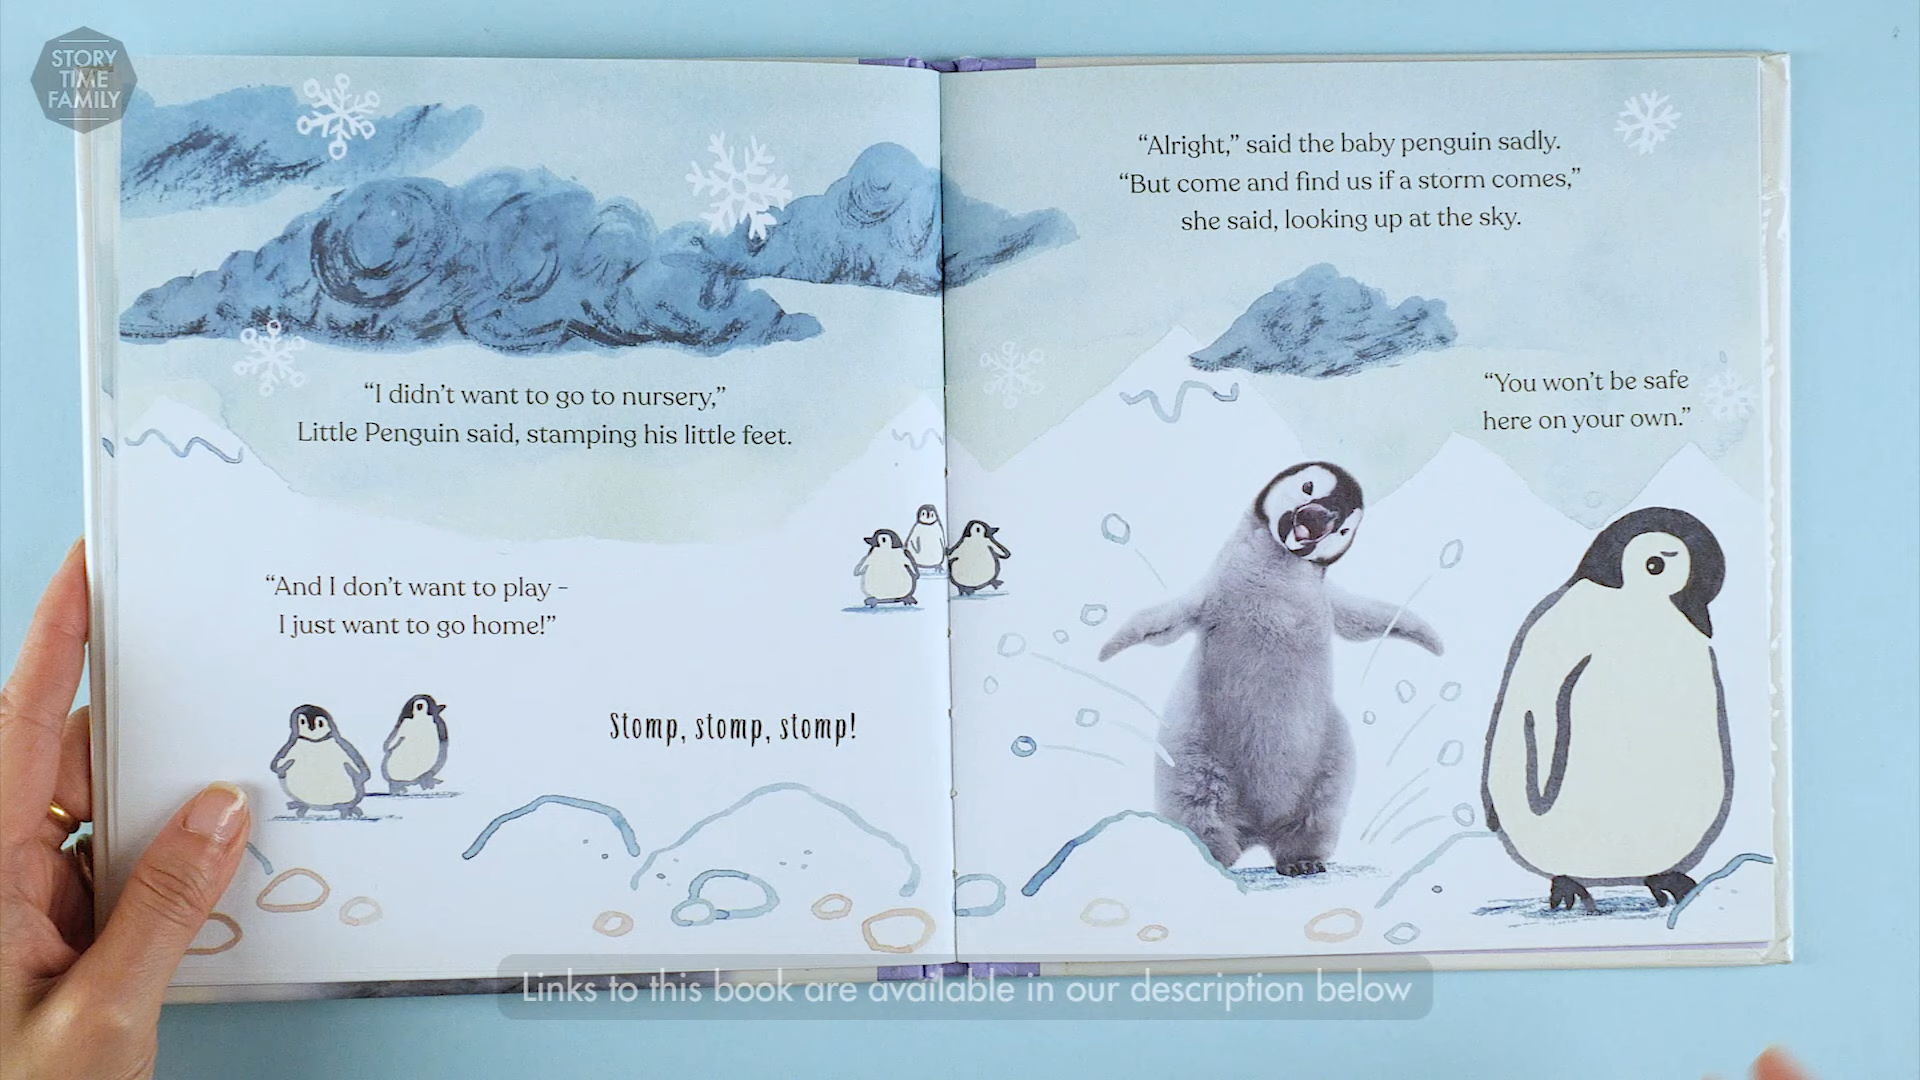 STORY
TIME
FAMILY
“I didn’t want to go to nursery,”
Little Penguin said, stamping his little feet.
“And I don’t want to play –
I just want to go home!”
Stomp, stomp, stomp!
“Alright,” said the baby penguin sadly.
“But come and find us if a storm comes,”
she said, looking up at the sky.
“You won’t be safe
here on your own.”
Links to this book are available in our description below